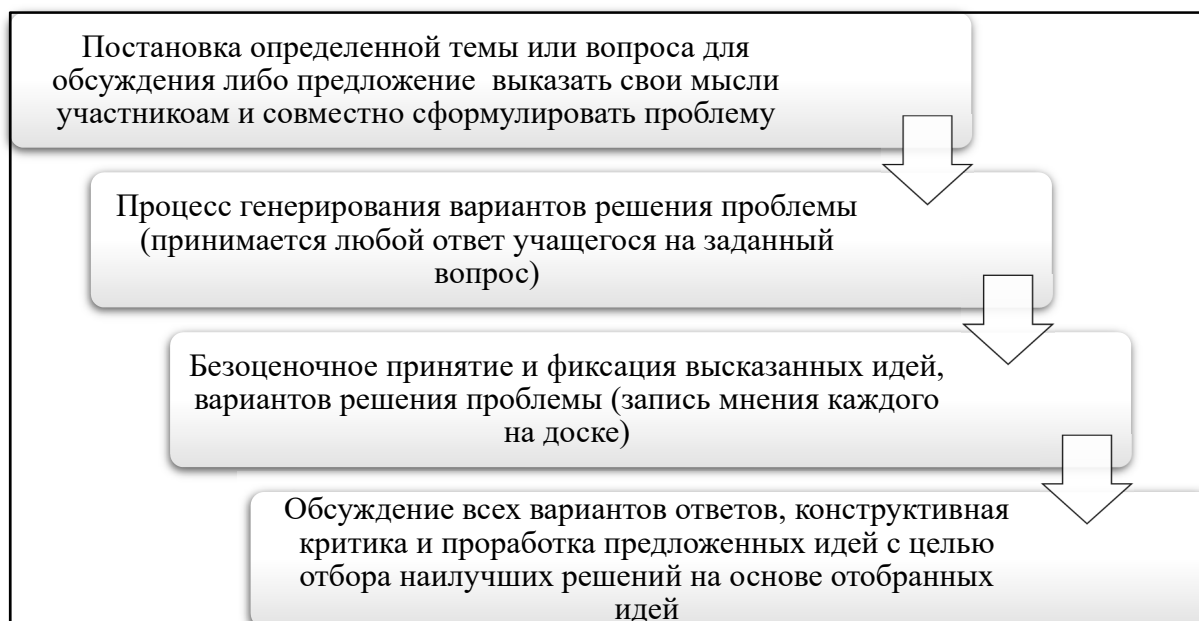 Постановка определенной темы или вопроса для
обсуждения либо предложение  выказать свои мысли
участникоам и совместно сформулировать проблему
Процесс генерирования вариантов решения проблемы
(принимается любой ответ учащегося на заданный
вопрос)
Безоценочное принятие и фиксация высказанных идей,
вариантов решения проблемы (запись мнения каждого
на доске)
Обсуждение всех вариантов ответов, конструктивная
критика и проработка предложенных идей с целью
отбора наилучших решений на основе отобранных
идей